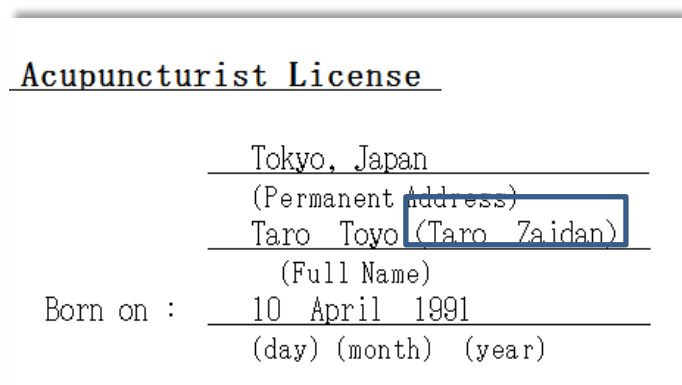 Acupuncturist License
Tokyo, Japan
(Permanent Address)
Taro Toyo (Taro Zaidan)
(Full Name)
Born on : 10 April 1991
(day) (month) (year)